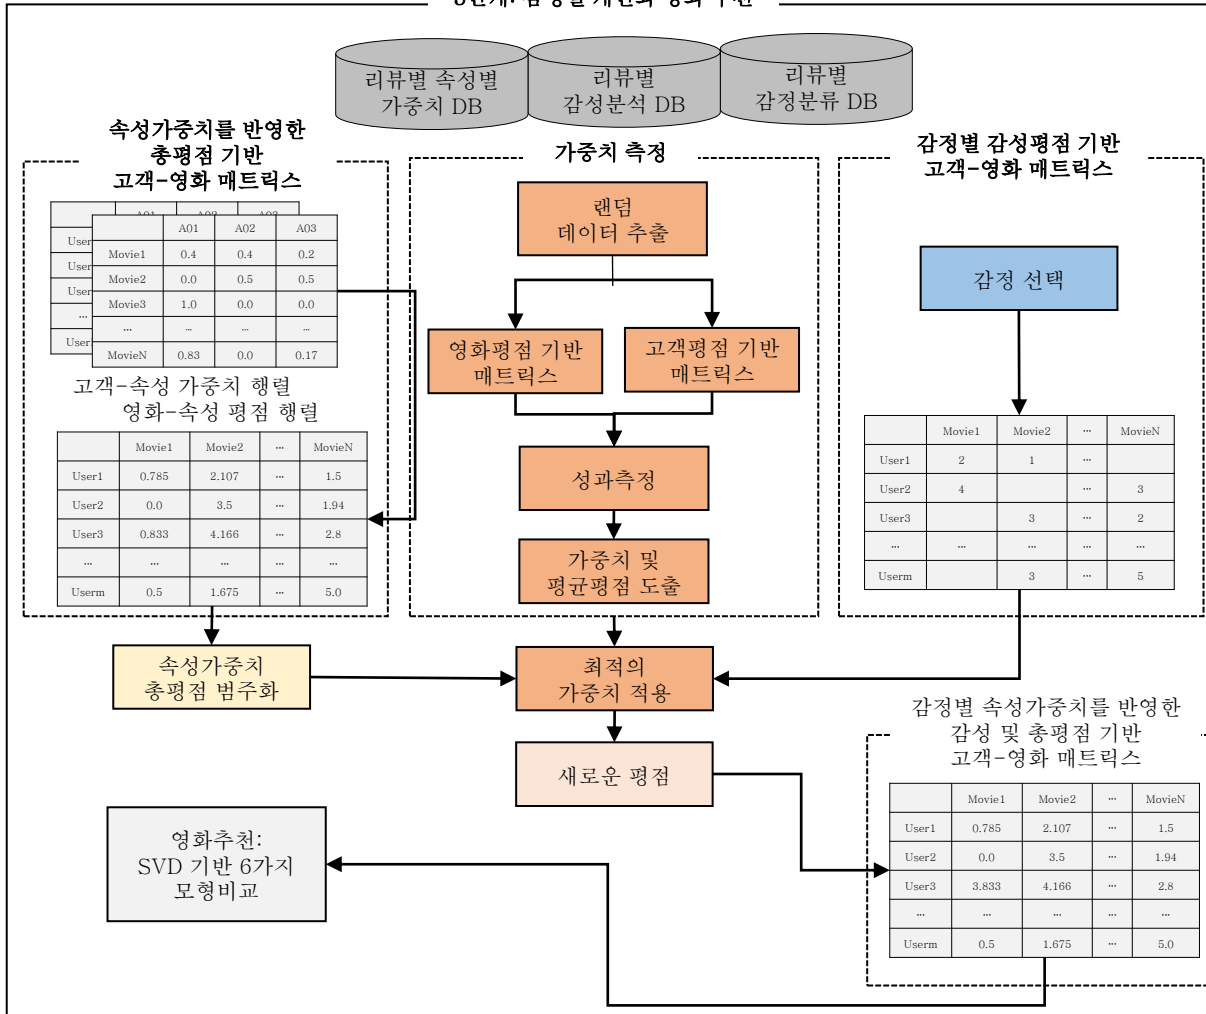 리뷰별 속성별
가중치 DB
리뷰별
감성분석 DB
리뷰별
감정분류 DB
속성가중치를 반영한
총평점 기반
고객-영화 매트릭스
가중치 측정
감정별 감성평점 기반
고객-영화 매트릭스
User
User
User
...
User
A01 A02 A03
Movie1 0.4 0.4 0.2
Movie2 0.0 0.5 0.5
Movie3 1.0 0.0 0.0
... ... ... ...
MovieN 0.83 0.0 0.17
고객-속성 가중치 행렬
영화-속성 평점 행렬
Movie1 Movie2 ... MovieN
User1 0.785 2.107 ... 1.5
User2 0.0 3.5 ... 1.94
User3 0.833 4.166 ... 2.8
... ... ... ... ...
Userm 0.5 1.675 ... 5.0
랜덤
데이터 추출
영화평점 기반
매트릭스
고객평점 기반
매트릭스
성과측정
가중치 및
평균평점 도출
감정 선택
Movie1 Movie2 ... MovieN
User1 2 1 ...
User2 4 ... 3
User3 3 ... 2
... ... ... ... ...
Userm 3 ... 5
속성가중치
총평점 범주화
최적의
가중치 적용
새로운 평점
감정별 속성가중치를 반영한
감성 및 총평점 기반
고객-영화 매트릭스
Movie1 Movie2 ... MovieN
User1 0.785 2.107 ... 1.5
User2 0.0 3.5 ... 1.94
User3 3.833 4.166 ... 2.8
... ... ... ... ...
Userm 0.5 1.675 ... 5.0
영화추천:
SVD 기반 6가지
모형비교